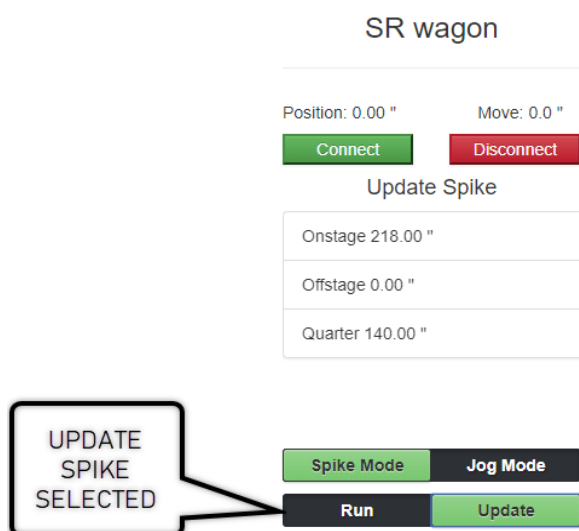 SR wagon
Position: 0.00 " Move: 0.0 "
Connect Disconnect
Update Spike
Onstage 218.00 "
Offstage 0.00 "
Quarter 140.00 "
UPDATE
SPIKE
SELECTED
Spike Mode Jog Mode
Run Update